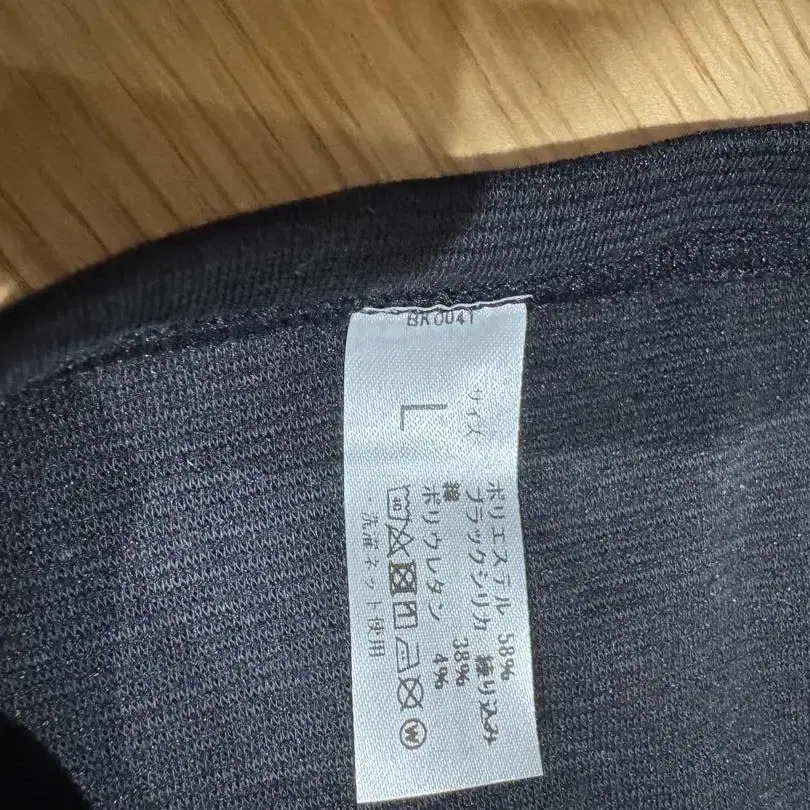 BK0041
サイズ
L
ポリエステル 58%
ブラックシリカ 練り込み
綿 38%
ポリウレタン 4%
・洗濯ネット使用